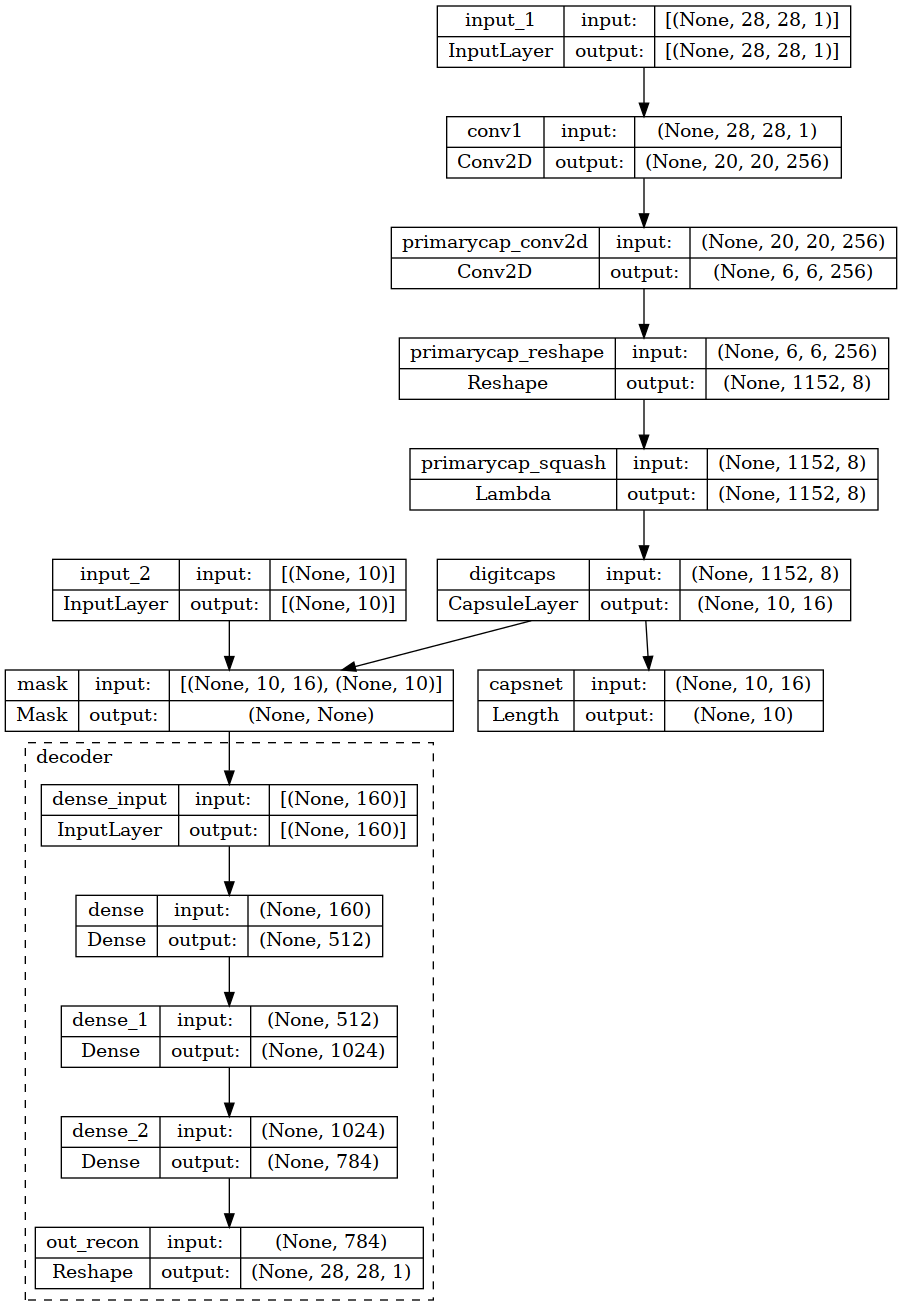 input_1 input: [(None, 28, 28, 1)]
InputLayer output: [(None, 28, 28, 1)]
conv1 input: (None, 28, 28, 1)
Conv2D output: (None, 20, 20, 256)
primarycap_conv2d input: (None, 20, 20, 256)
Conv2D output: (None, 6, 6, 256)
primarycap_reshape input: (None, 6, 6, 256)
Reshape output: (None, 1152, 8)
primarycap_squash input: (None, 1152, 8)
Lambda output: (None, 1152, 8)
input_2 input: [(None, 10)]
InputLayer output: [(None, 10)]
digitcaps input: (None, 1152, 8)
CapsuleLayer output: (None, 10, 16)
mask input: [(None, 10, 16), (None, 10)]
Mask output: (None, None)
capsnet input: (None, 10, 16)
Length output: (None, 10)
decoder
dense_input input: [(None, 160)]
InputLayer output: [(None, 160)]
dense input: (None, 160)
Dense output: (None, 512)
dense_1 input: (None, 512)
Dense output: (None, 1024)
dense_2 input: (None, 1024)
Dense output: (None, 784)
out_recon input: (None, 784)
Reshape output: (None, 28, 28, 1)